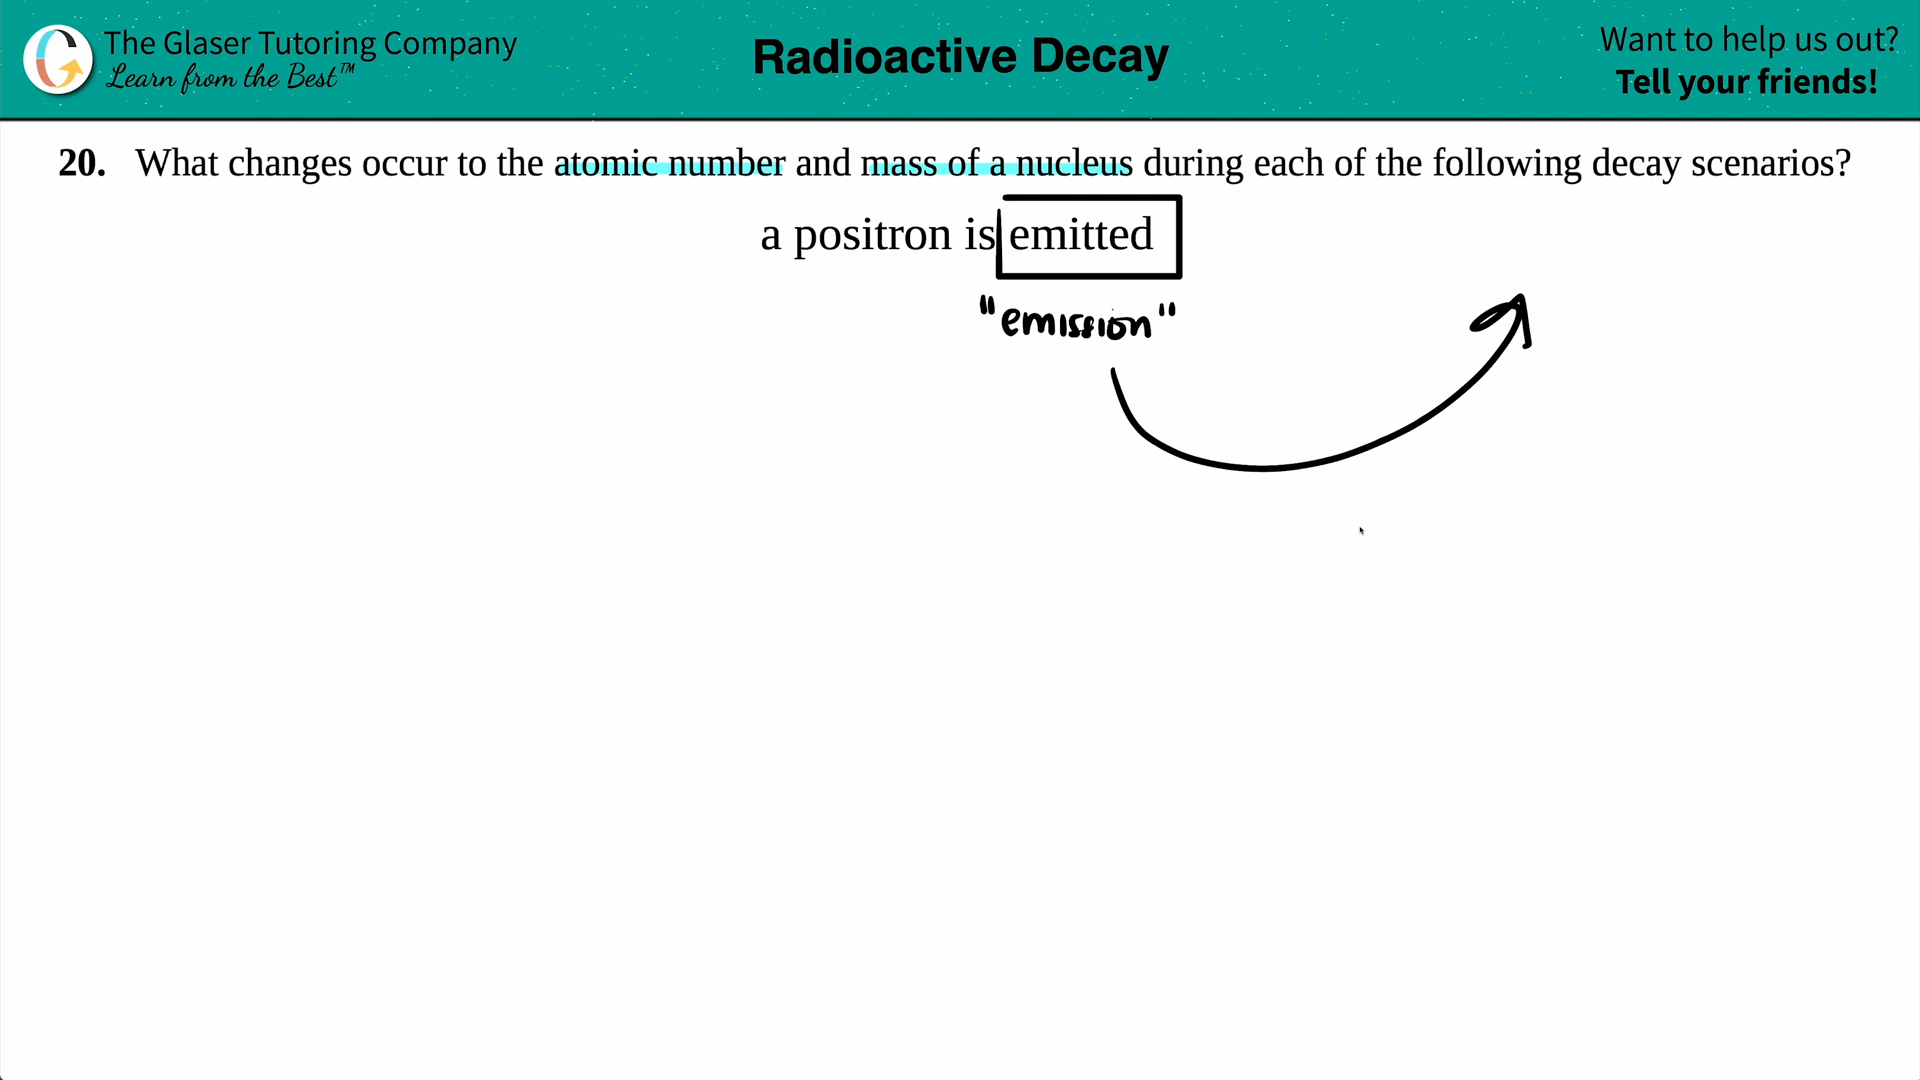 The Glaser Tutoring Company
Learn from the Best™
Radioactive Decay
Want to help us out?
Tell your friends!
20. What changes occur to the atomic number and mass of a nucleus during each of the following decay scenarios?
a positron is emitted
"emission"